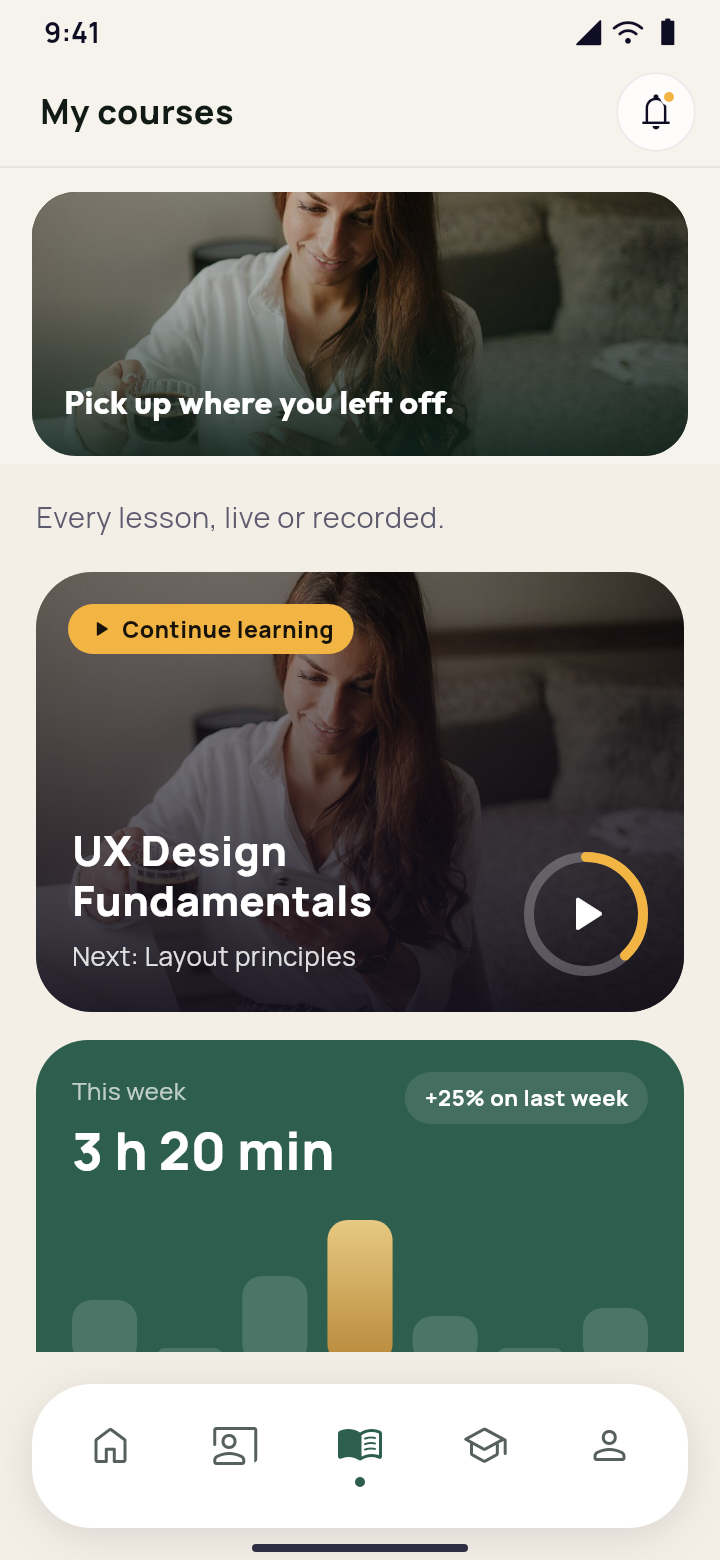 9:41
My courses
Pick up where you left off.
Every lesson, live or recorded.
Continue learning
UX Design
Fundamentals
Next: Layout principles
This week
+25% on last week
3 h 20 min